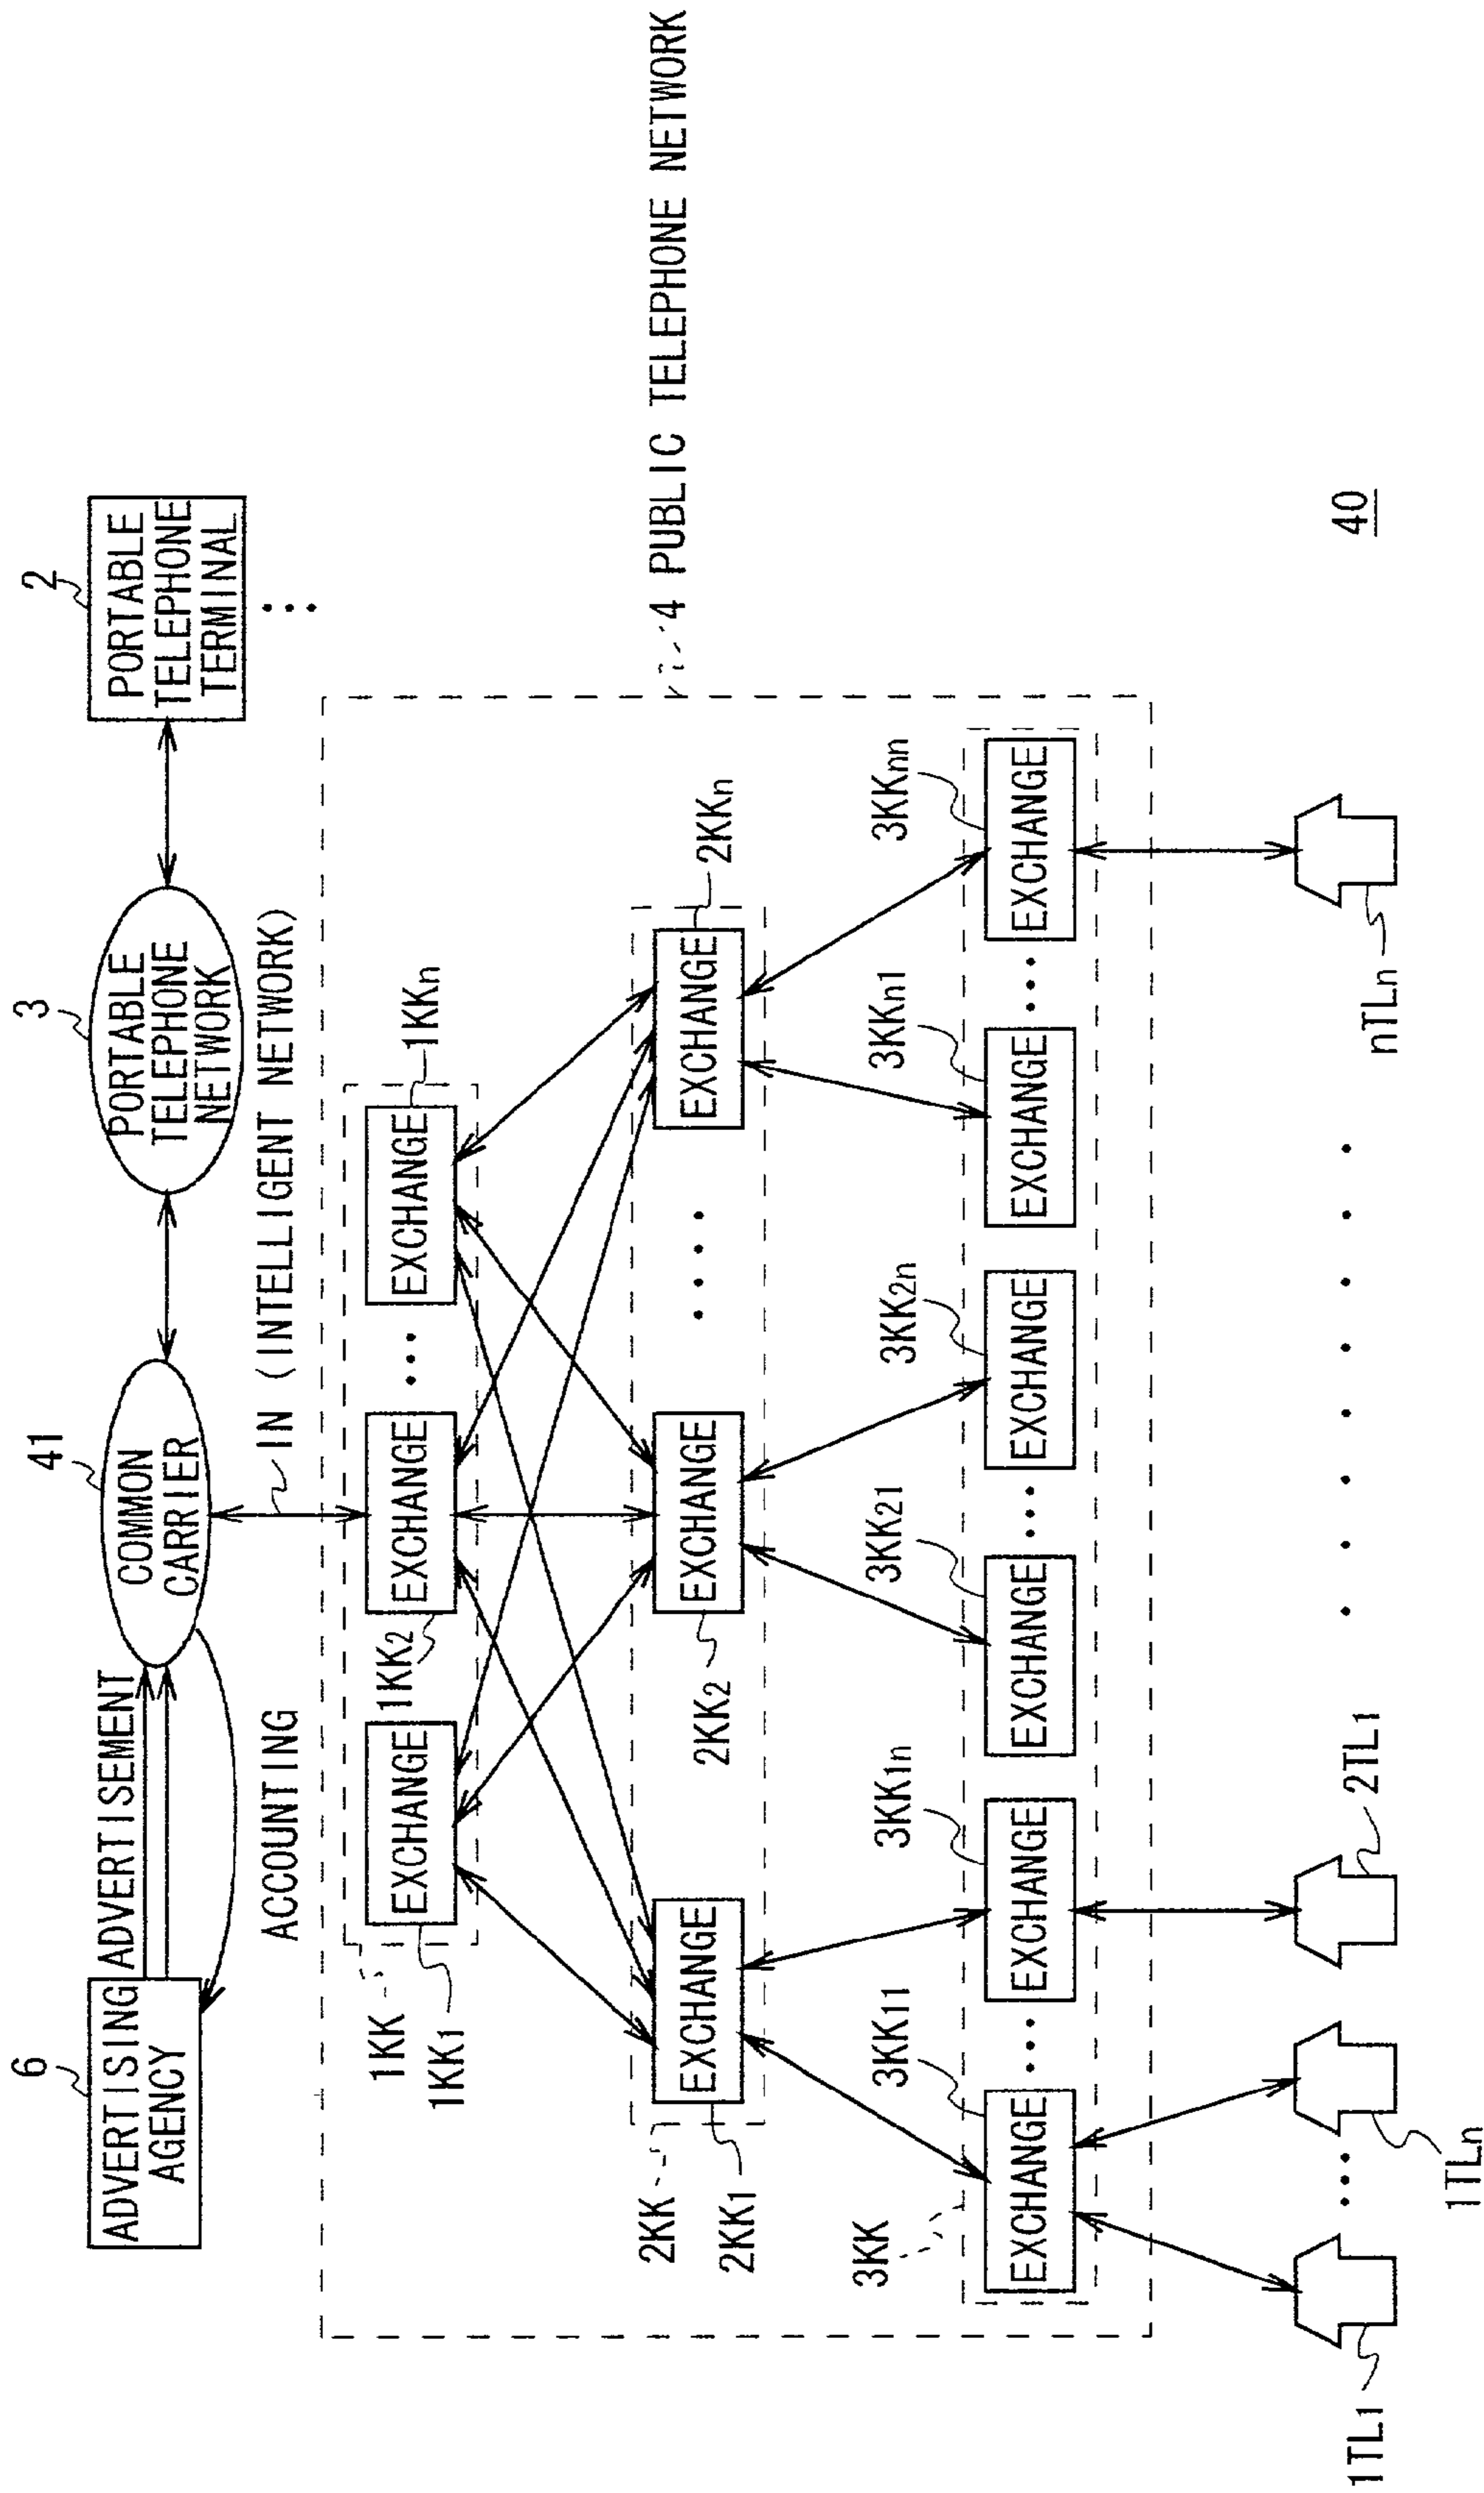 6
ADVERTISING
AGENCY
ADVERTISEMENT
ACCOUNTING
41
COMMON
CARRIER
3
PORTABLE
TELEPHONE
NETWORK
2
PORTABLE
TELEPHONE
TERMINAL
IN (INTELLIGENT NETWORK)
1KK
1KK1
EXCHANGE
1KK2
EXCHANGE
...
EXCHANGE
1KKn
4 PUBLIC TELEPHONE NETWORK
2KK
2KK1
EXCHANGE
2KK2
EXCHANGE
....
EXCHANGE
2KKn
3KK
3KK11
EXCHANGE
...
3KK1n
EXCHANGE
3KK21
EXCHANGE
...
3KK2n
EXCHANGE
3KKn1
EXCHANGE
...
3KKnn
EXCHANGE
1TL1
...
1TLn
2TL1
nTLn
40